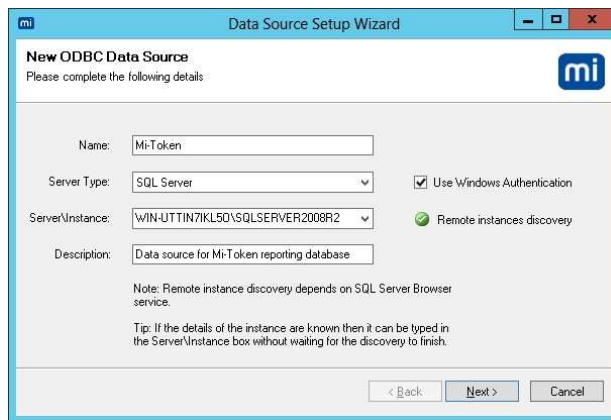 mi
Data Source Setup Wizard
New ODBC Data Source
Please complete the following details
mi
Name:
Mi-Token
Server Type:
SQL Server
Use Windows Authentication
Server\Instance:
WIN-UTTIN7IKL5O\SQLSERVER2008R2
Remote instances discovery
Description:
Data source for Mi-Token reporting database
Note: Remote instance discovery depends on SQL Server Browser
service.
Tip: If the details of the instance are known then it can be typed in
the Server\Instance box without waiting for the discovery to finish.
< Back
Next >
Cancel